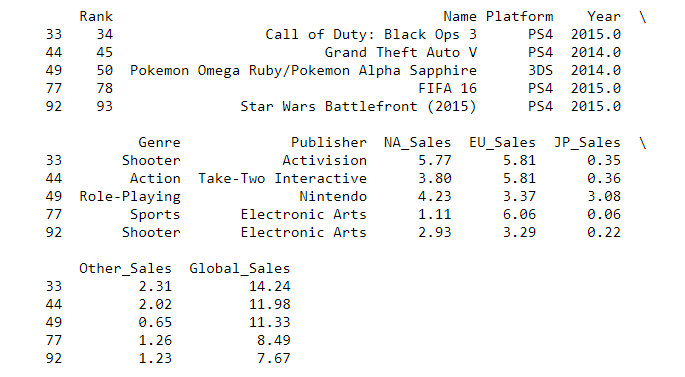 Rank Name Platform Year \
33 34 Call of Duty: Black Ops 3 PS4 2015.0
44 45 Grand Theft Auto V PS4 2014.0
49 50 Pokemon Omega Ruby/Pokemon Alpha Sapphire 3DS 2014.0
77 78 FIFA 16 PS4 2015.0
92 93 Star Wars Battlefront (2015) PS4 2015.0
Genre Publisher NA_Sales EU_Sales JP_Sales \
33 Shooter Activision 5.77 5.81 0.35
44 Action Take-Two Interactive 3.80 5.81 0.36
49 Role-Playing Nintendo 4.23 3.37 3.08
77 Sports Electronic Arts 1.11 6.06 0.06
92 Shooter Electronic Arts 2.93 3.29 0.22
Other_Sales Global_Sales
33 2.31 14.24
44 2.02 11.98
49 0.65 11.33
77 1.26 8.49
92 1.23 7.67